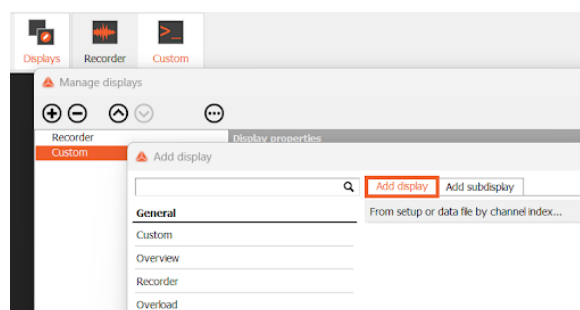 Displays Recorder Custom
Manage displays
Recorder Display properties
Custom
Add display
Add display Add subdisplay
General From setup or data file by channel index...
Custom
Overview
Recorder
Overload